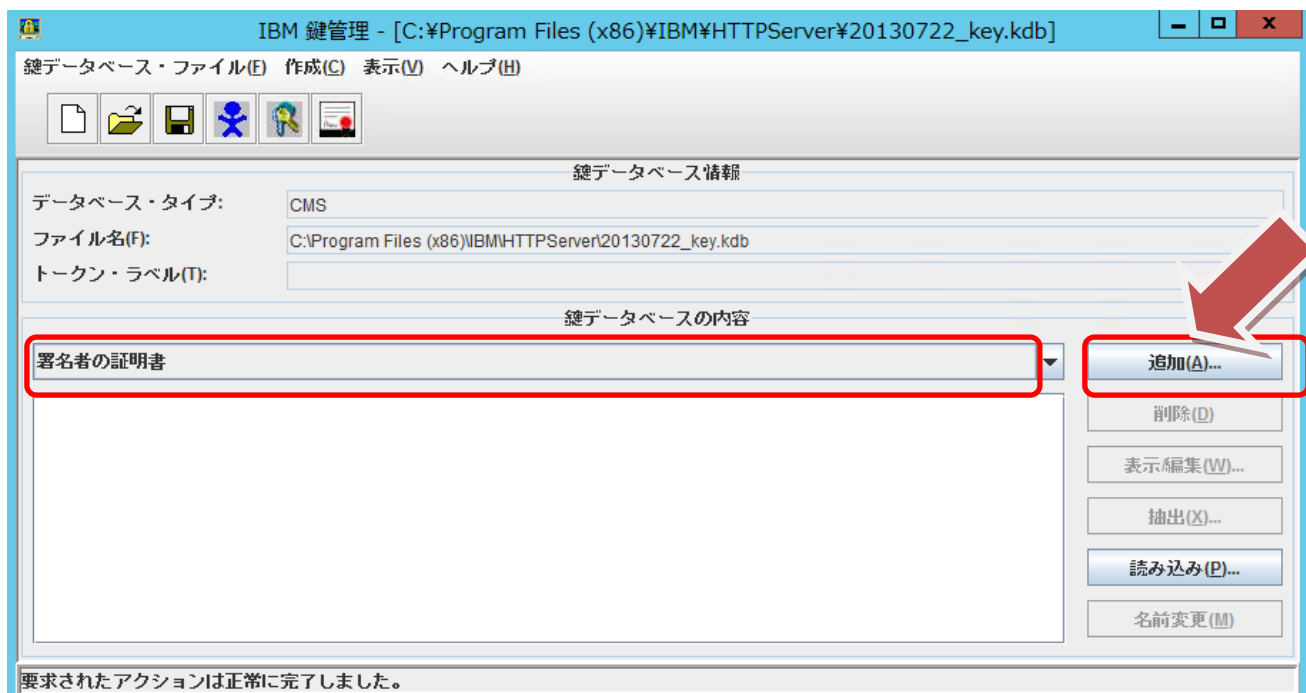 IBM 鍵管理 - [C:¥Program Files (x86)¥IBM¥HTTPServer¥20130722_key.kdb]
鍵データベース・ファイル(F) 作成(C) 表示(V) ヘルプ(H)
鍵データベース情報
データベース・タイプ: CMS
ファイル名(F): C:\Program Files (x86)\IBM\HTTPServer\20130722_key.kdb
トークン・ラベル(T):
鍵データベースの内容
署名者の証明書
追加(A)...
削除(D)
表示/編集(W)...
抽出(X)...
読み込み(P)...
名前変更(M)
要求されたアクションは正常に完了しました。